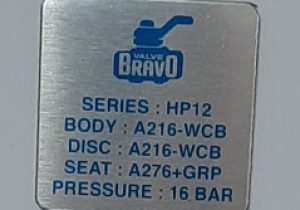 VALVE
BRAVO
SERIES : HP12
BODY : A216-WCB
DISC : A216-WCB
SEAT : A276+GRP
PRESSURE : 16 BAR